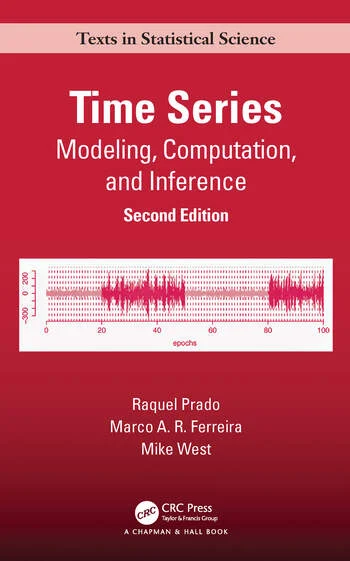 Texts in Statistical Science
Time Series
Modeling, Computation,
and Inference
Second Edition
-300 0 200
0 20 40 60 80 100
epochs
Raquel Prado
Marco A. R. Ferreira
Mike West
CRC CRC Press
Taylor & Francis Group
A CHAPMAN & HALL BOOK